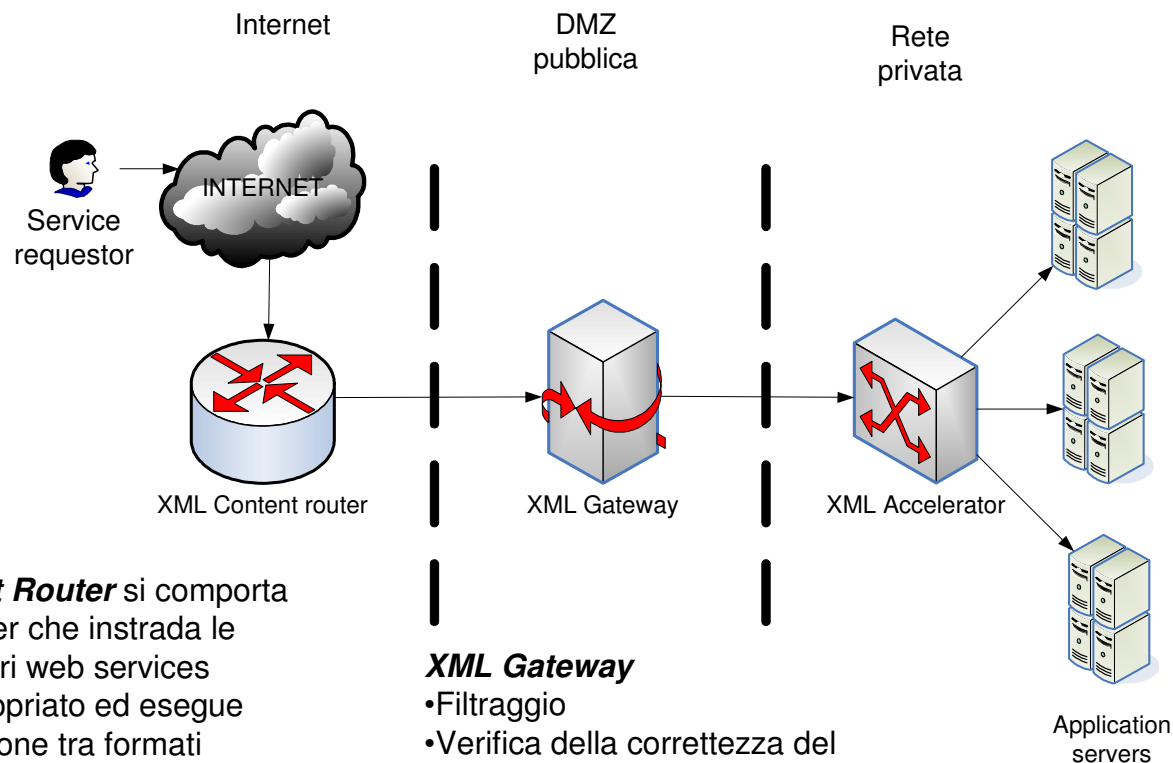 Internet
DMZ
pubblica
Rete
privata
INTERNET
Service
requestor
XML Content router
XML Gateway
XML Accelerator
t Router si comporta
er che instrada le
ri web services
opriato ed esegue
one tra formati
XML Gateway
•Filtraggio
•Verifica della correttezza del
Application
servers